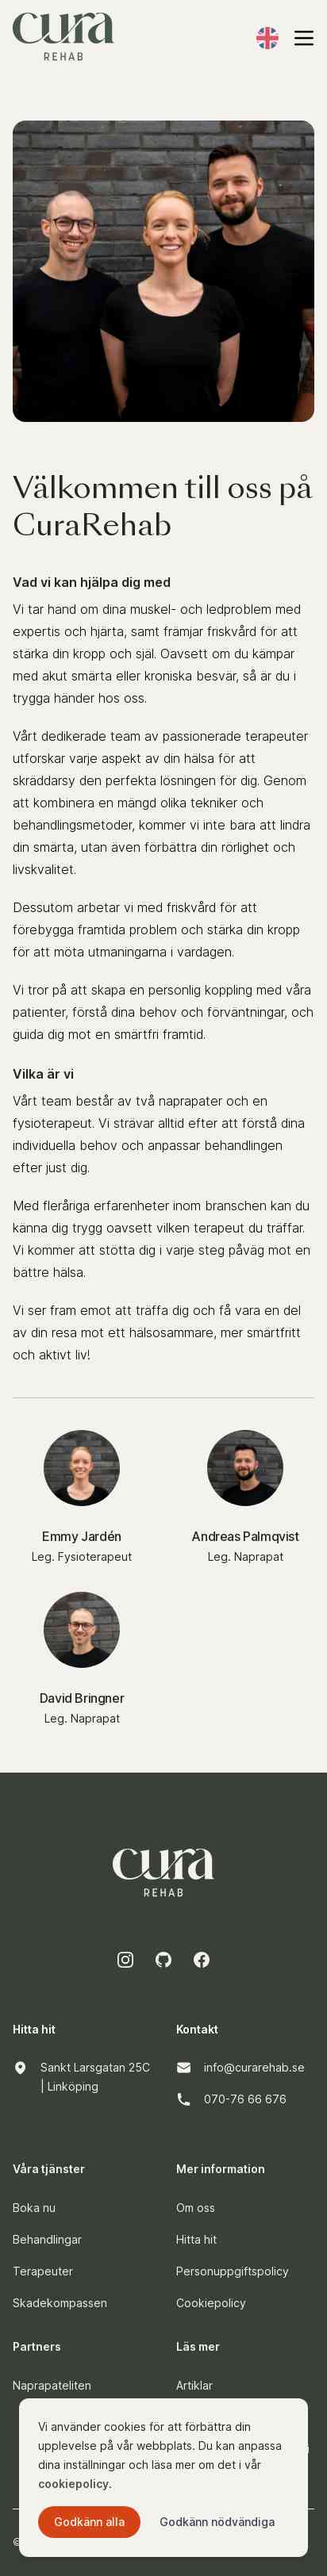 cura
REHAB
Välkommen till oss på
CuraRehab
Vad vi kan hjälpa dig med
Vi tar hand om dina muskel- och ledproblem med
expertis och hjärta, samt främjar friskvård för att
stärka din kropp och själ. Oavsett om du kämpar
med akut smärta eller kroniska besvär, så är du i
trygga händer hos oss.
Vårt dedikerade team av passionerade terapeuter
utforskar varje aspekt av din hälsa för att
skräddarsy den perfekta lösningen för dig. Genom
att kombinera en mängd olika tekniker och
behandlingsmetoder, kommer vi inte bara att lindra
din smärta, utan även förbättra din rörlighet och
livskvalitet.
Dessutom arbetar vi med friskvård för att
förebygga framtida problem och stärka din kropp
för att möta utmaningarna i vardagen.
Vi tror på att skapa en personlig koppling med våra
patienter, förstå dina behov och förväntningar, och
guida dig mot en smärtfri framtid.
Vilka är vi
Vårt team består av två naprapater och en
fysioterapeut. Vi strävar alltid efter att förstå dina
individuella behov och anpassar behandlingen
efter just dig.
Med fleråriga erfarenheter inom branschen kan du
känna dig trygg oavsett vilken terapeut du träffar.
Vi kommer att stötta dig i varje steg påväg mot en
bättre hälsa.
Vi ser fram emot att träffa dig och få vara en del
av din resa mot ett hälsosammare, mer smärtfritt
och aktivt liv!
Emmy Jardén
Leg. Fysioterapeut
Andreas Palmqvist
Leg. Naprapat
David Bringner
Leg. Naprapat
cura
REHAB
Hitta hit
Sankt Larsgatan 25C
| Linköping
Kontakt
info@curarehab.se
070-76 66 676
Våra tjänster
Boka nu
Behandlingar
Terapeuter
Skadekompassen
Mer information
Om oss
Hitta hit
Personuppgiftspolicy
Cookiepolicy
Partners
Naprapateliten
Läs mer
Artiklar
Vi använder cookies för att förbättra din
upplevelse på vår webbplats. Du kan anpassa
dina inställningar och läsa mer om det i vår
cookiepolicy.
Godkänn alla
Godkänn nödvändiga
©